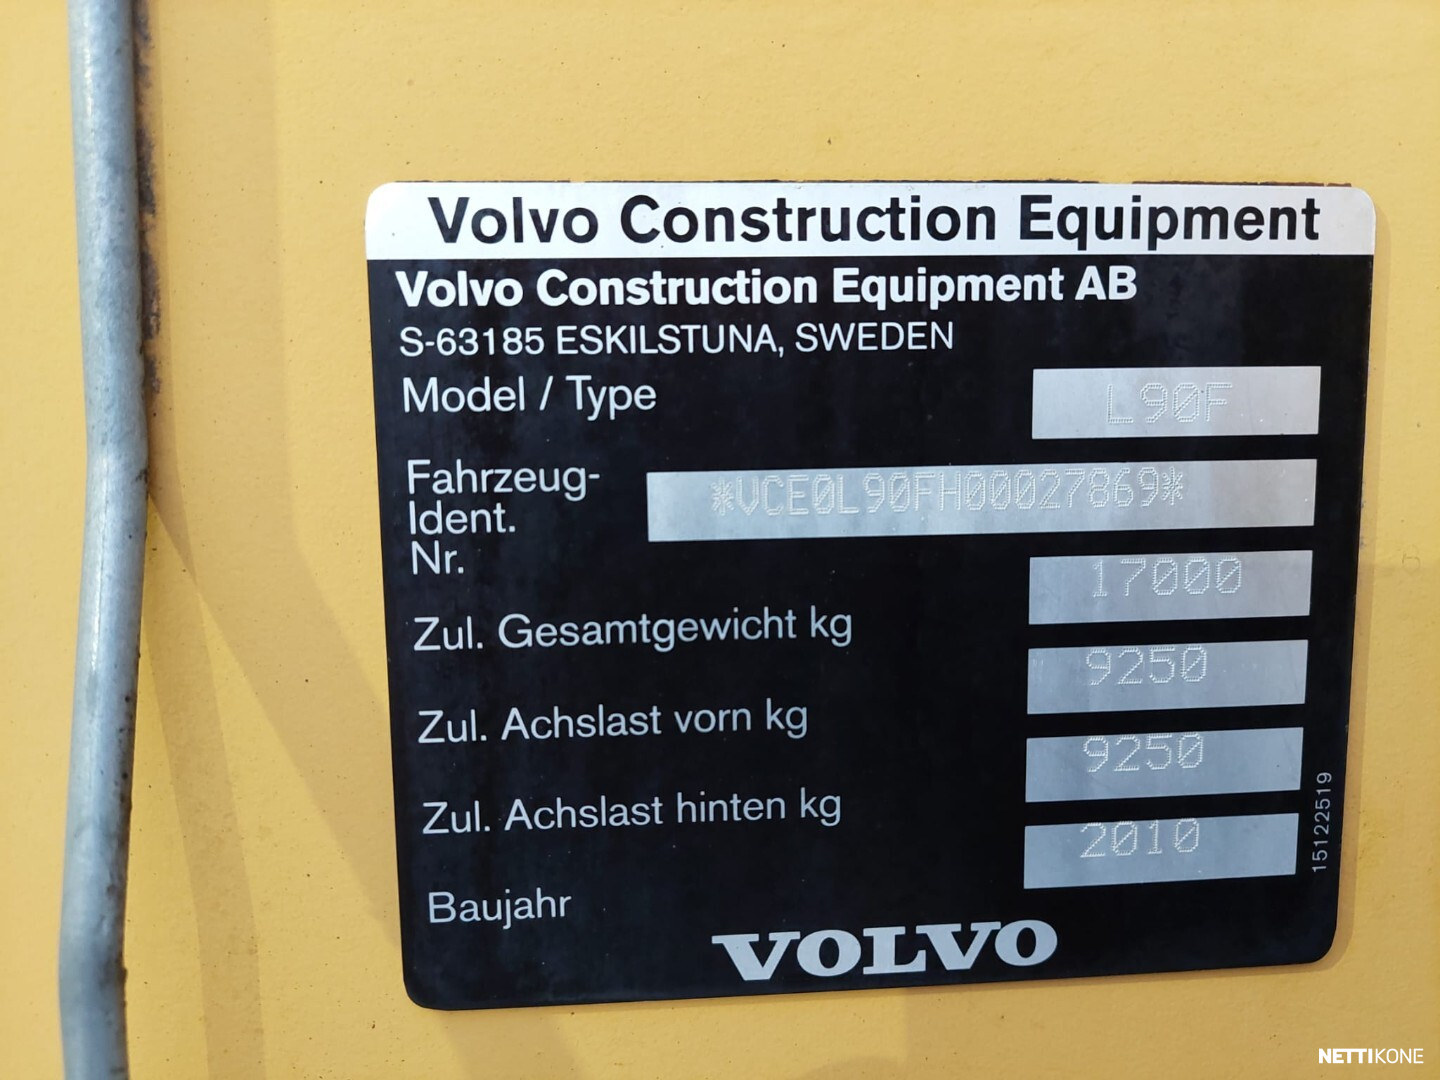 Volvo Construction Equipment
Volvo Construction Equipment AB
S-63185 ESKILSTUNA, SWEDEN
Model / Type L90F
Fahrzeug-
Ident. *VCE0L90FH00027869*
Nr.
Zul. Gesamtgewicht kg 17000
Zul. Achslast vorn kg 9250
Zul. Achslast hinten kg 9250
Baujahr 2010
15122519
VOLVO
NETTIKONE